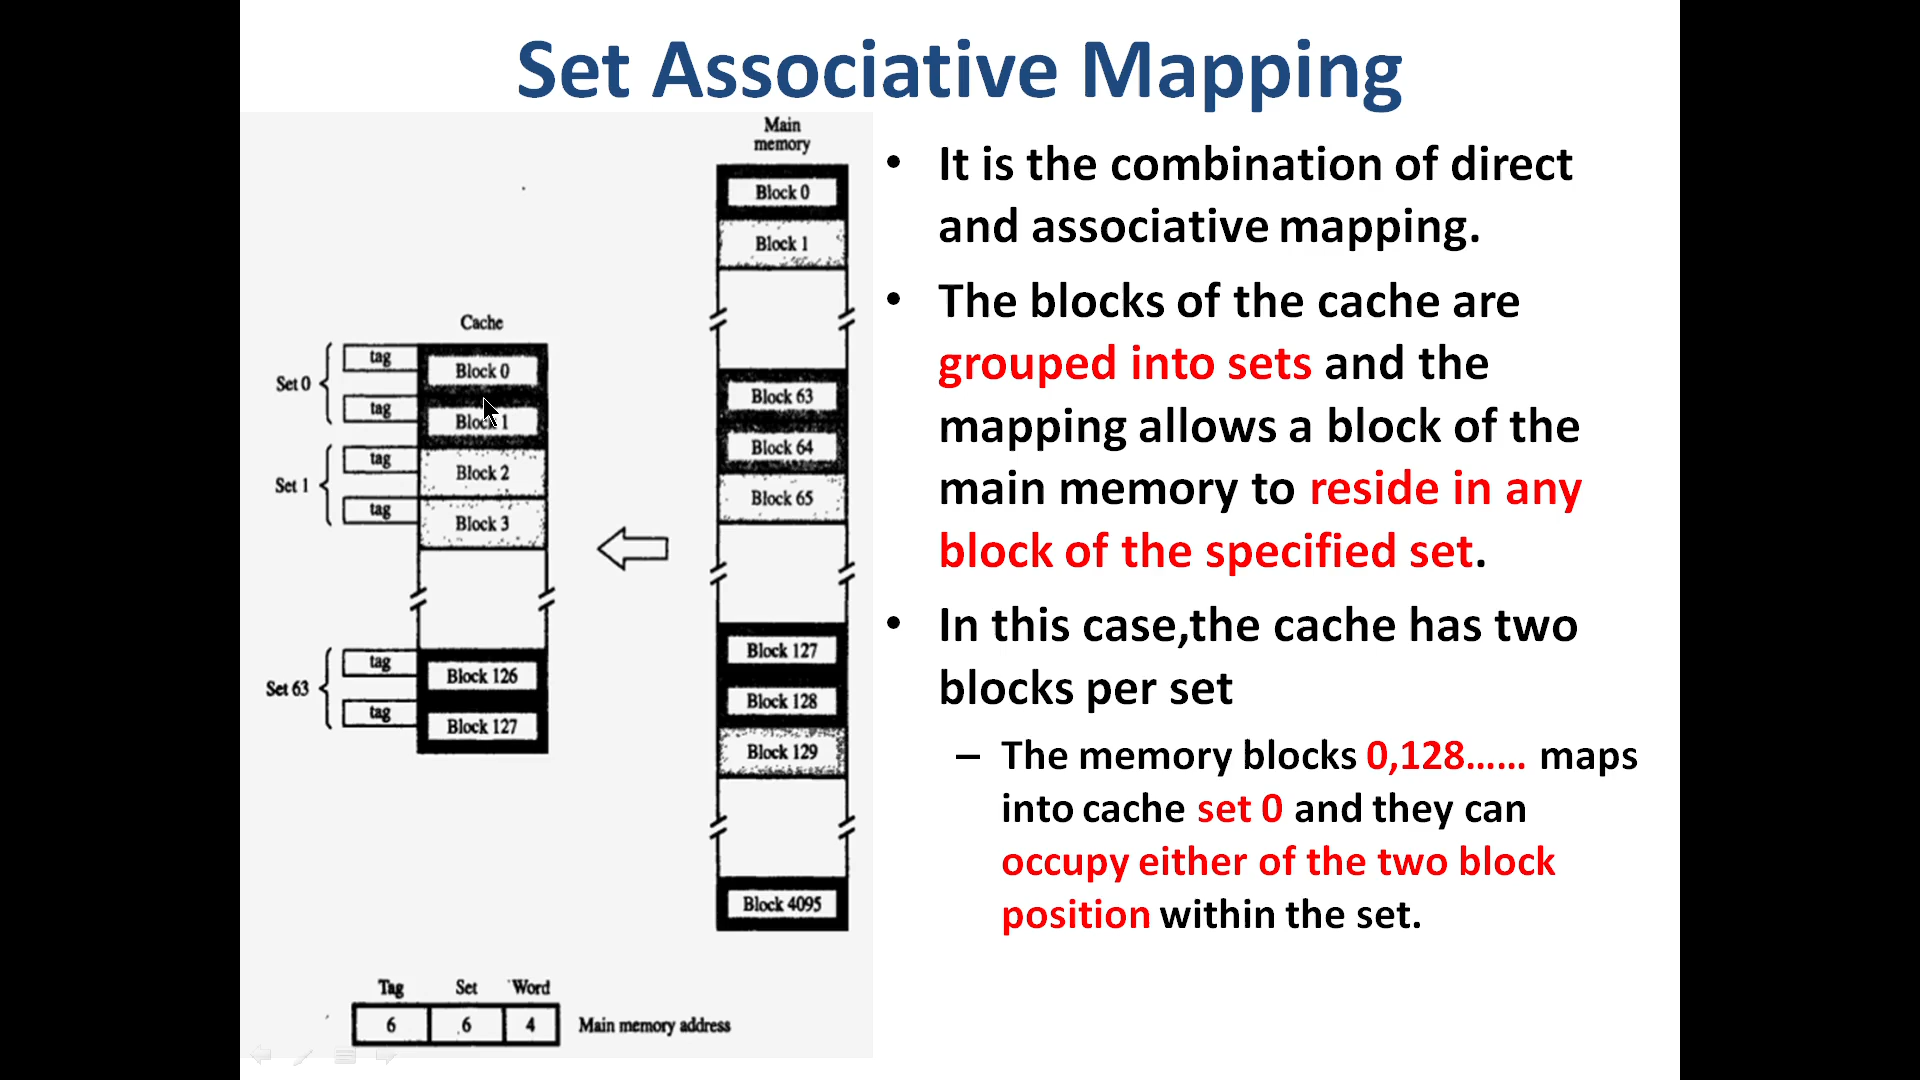 Set Associative Mapping
Main
memory
Block 0
Block 1
Block 63
Block 64
Block 65
Block 127
Block 128
Block 129
Block 4095
Cache
Set 0
tag
Block 0
tag
Block 1
Set 1
tag
Block 2
tag
Block 3
Set 63
tag
Block 126
tag
Block 127
Tag Set Word
6 6 4 Main memory address
• It is the combination of direct
and associative mapping.
• The blocks of the cache are
grouped into sets and the
mapping allows a block of the
main memory to reside in any
block of the specified set.
• In this case,the cache has two
blocks per set
– The memory blocks 0,128...... maps
into cache set 0 and they can
occupy either of the two block
position within the set.